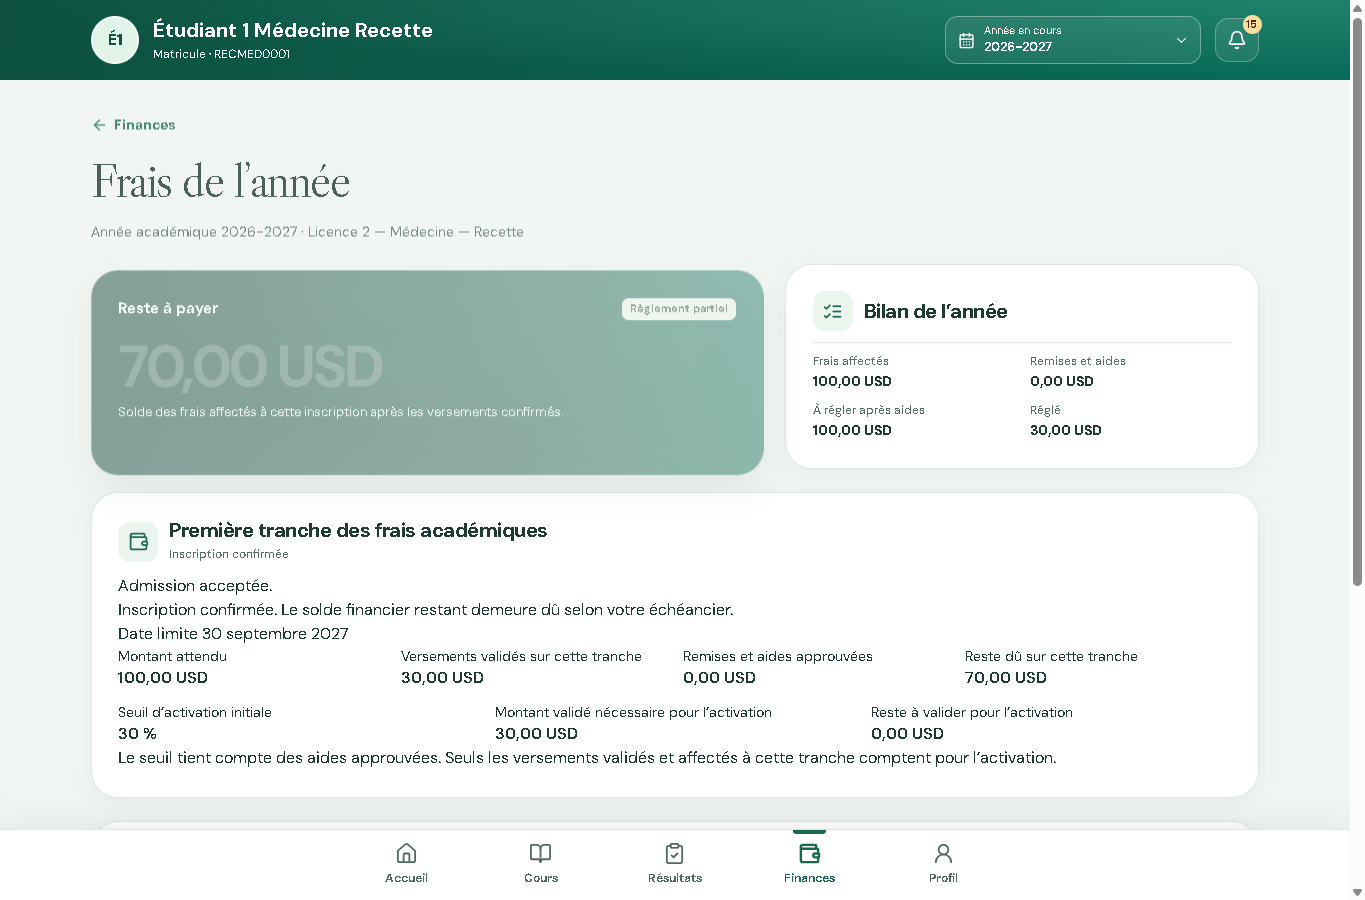 É1
Étudiant 1 Médecine Recette
Matricule · RECMED0001
Année en cours
2026-2027
15
Finances
Frais de l’année
Année académique 2026-2027 · Licence 2 — Médecine — Recette
Reste à payer
Règlement partiel
70,00 USD
Solde des frais affectés à cette inscription après les versements confirmés.
Bilan de l’année
Frais affectés
100,00 USD
Remises et aides
0,00 USD
À régler après aides
100,00 USD
Réglé
30,00 USD
Première tranche des frais académiques
Inscription confirmée
Admission acceptée.
Inscription confirmée. Le solde financier restant demeure dû selon votre échéancier.
Date limite 30 septembre 2027
Montant attendu
100,00 USD
Versements validés sur cette tranche
30,00 USD
Remises et aides approuvées
0,00 USD
Reste dû sur cette tranche
70,00 USD
Seuil d’activation initiale
30 %
Montant validé nécessaire pour l’activation
30,00 USD
Reste à valider pour l’activation
0,00 USD
Le seuil tient compte des aides approuvées. Seuls les versements validés et affectés à cette tranche comptent pour l’activation.
Accueil
Cours
Résultats
Finances
Profil